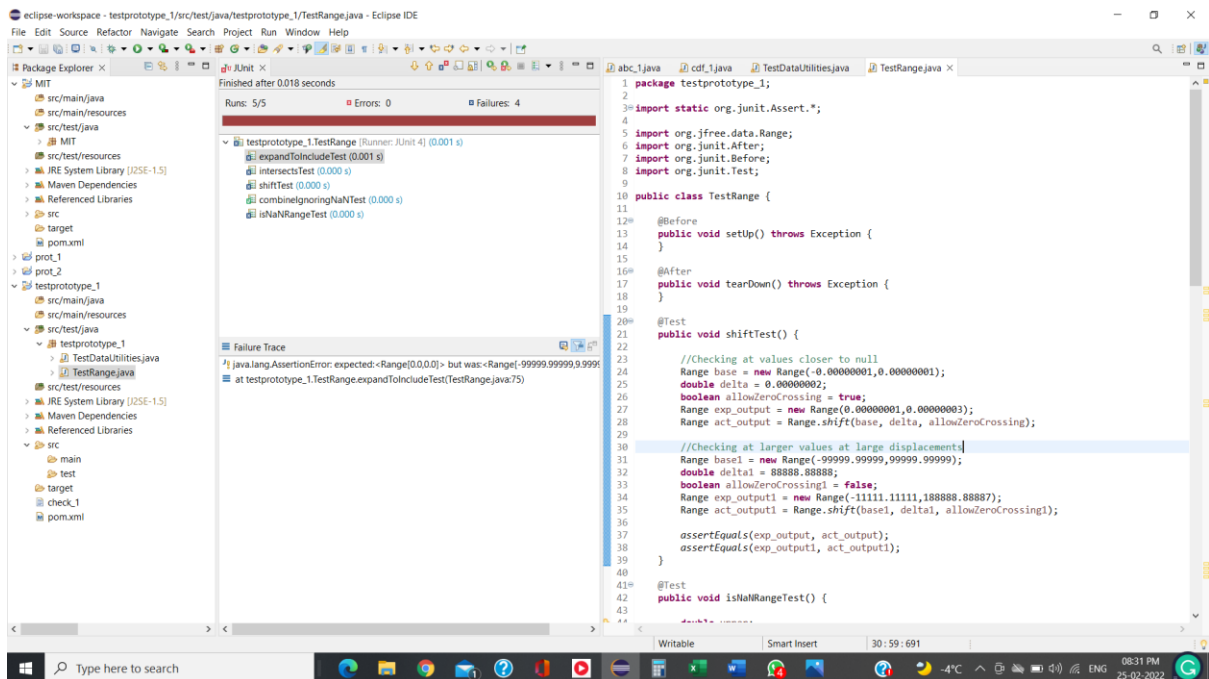 eclipse-workspace - testprototype_1/src/test/java/testprototype_1/TestRange.java - Eclipse IDE
File Edit Source Refactor Navigate Search Project Run Window Help
Package Explorer
MIT
src/main/java
src/main/resources
src/test/java
MIT
src/test/resources
JRE System Library [J2SE-1.5]
Maven Dependencies
Referenced Libraries
src
target
pom.xml
prot_1
prot_2
testprototype_1
src/main/java
src/main/resources
src/test/java
testprototype_1
TestDataUtilities.java
TestRange.java
src/test/resources
JRE System Library [J2SE-1.5]
Maven Dependencies
Referenced Libraries
src
main
test
target
check_1
pom.xml
JUnit
Finished after 0.018 seconds
Runs: 5/5 Errors: 0 Failures: 4
testprototype_1.TestRange [Runner: JUnit 4] (0.001 s)
expandToIncludeTest (0.001 s)
intersectsTest (0.000 s)
shiftTest (0.000 s)
combineIgnoringNaNTest (0.000 s)
isNaNRangeTest (0.000 s)
Failure Trace
java.lang.AssertionError: expected:<Range[0.0,0.0]> but was:<Range[-99999.99999,9.9999
at testprototype_1.TestRange.expandToIncludeTest(TestRange.java:75)
abc_1.java cdf_1.java TestDataUtilities.java TestRange.java
1 package testprototype_1;
2
3 import static org.junit.Assert.*;
4
5 import org.jfree.data.Range;
6 import org.junit.After;
7 import org.junit.Before;
8 import org.junit.Test;
9
10 public class TestRange {
11
12 @Before
13 public void setUp() throws Exception {
14 }
15
16 @After
17 public void tearDown() throws Exception {
18 }
19
20 @Test
21 public void shiftTest() {
22
23 //Checking at values closer to null
24 Range base = new Range(-0.00000001,0.00000001);
25 double delta = 0.00000002;
26 boolean allowZeroCrossing = true;
27 Range exp_output = new Range(0.00000001,0.00000003);
28 Range act_output = Range.shift(base, delta, allowZeroCrossing);
29
30 //Checking at larger values at large displacements
31 Range base1 = new Range(-99999.99999,99999.99999);
32 double delta1 = 88888.88888;
33 boolean allowZeroCrossing1 = false;
34 Range exp_output1 = new Range(-11111.11111,188888.88887);
35 Range act_output1 = Range.shift(base1, delta1, allowZeroCrossing1);
36
37 assertEquals(exp_output, act_output);
38 assertEquals(exp_output1, act_output1);
39 }
40
41 @Test
42 public void isNaNRangeTest() {
43
Writable Smart Insert 30 : 59 : 691
Type here to search
-4°C ENG 08:31 PM
25-02-2022